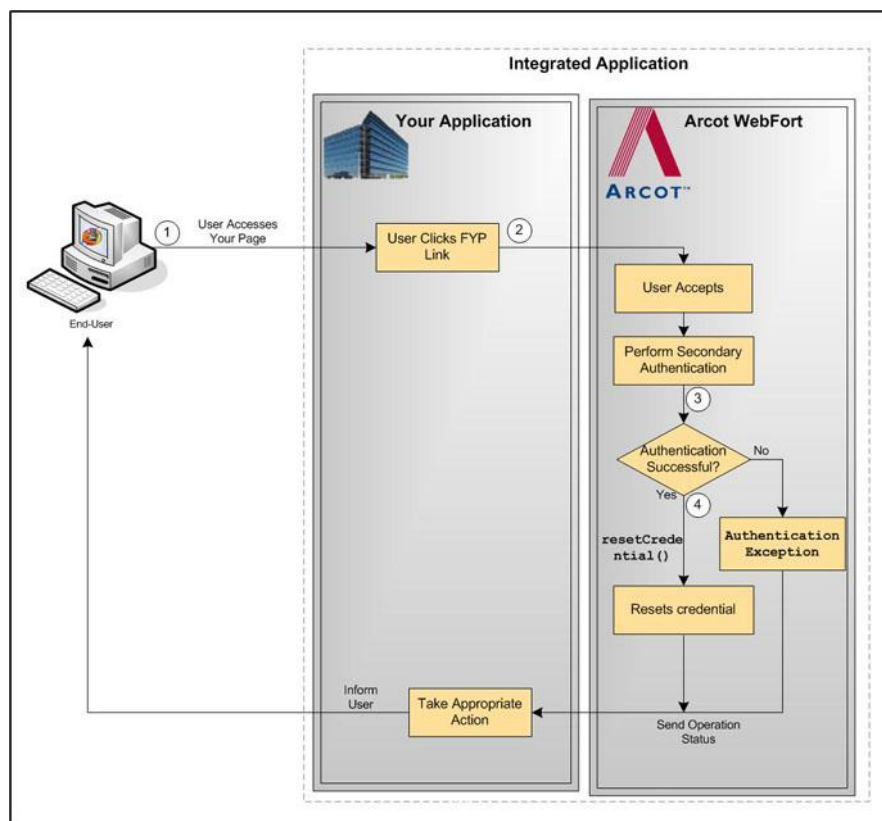 Integrated Application
Your Application
Arcot WebFort
ARCOT™
1
User Accesses
Your Page
User Clicks FYP
Link
2
User Accepts
End-User
Perform Secondary
Authentication
3
Authentication
Successful?
No
Yes
4
resetCrede
ntial()
Authentication
Exception
Resets credential
Inform
User
Take Appropriate
Action
Send Operation
Status